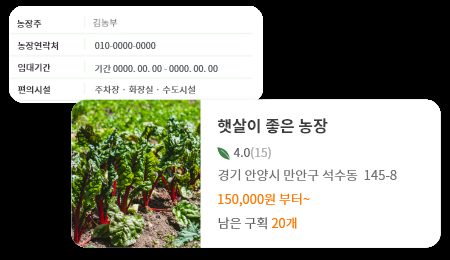 농장주 김농부
농장연락처 010-0000-0000
임대기간 기간 0000. 00. 00 - 0000. 00. 00
편의시설 주차장 · 화장실 · 수도시설
햇살이 좋은 농장
4.0(15)
경기 안양시 만안구 석수동 145-8
150,000원 부터~
남은 구획 20개